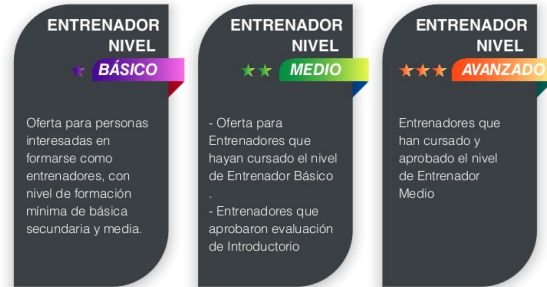 ENTRENADOR
NIVEL
BÁSICO
Oferta para personas
interesadas en
formarse como
entrenadores, con
nivel de formación
mínima de básica
secundaria y media.
ENTRENADOR
NIVEL
MEDIO
- Oferta para
Entrenadores que
hayan cursado el nivel
de Entrenador Básico
.
- Entrenadores que
aprobaron evaluación
de Introductorio
ENTRENADOR
NIVEL
AVANZADO
Entrenadores que
han cursado y
aprobado el nivel
de Entrenador
Medio